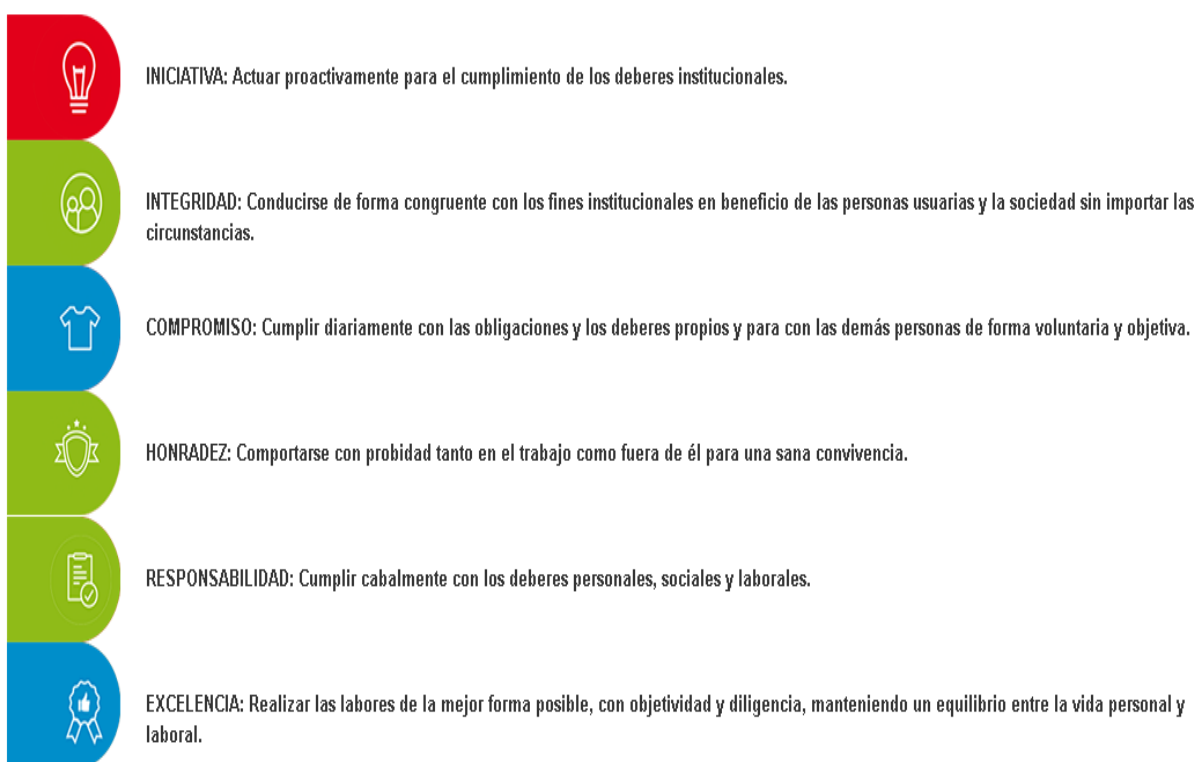 INICIATIVA: Actuar proactivamente para el cumplimiento de los deberes institucionales.
INTEGRIDAD: Conducirse de forma congruente con los fines institucionales en beneficio de las personas usuarias y la sociedad sin importar las
circunstancias.
COMPROMISO: Cumplir diariamente con las obligaciones y los deberes propios y para con las demás personas de forma voluntaria y objetiva.
HONRADEZ: Comportarse con probidad tanto en el trabajo como fuera de él para una sana convivencia.
RESPONSABILIDAD: Cumplir cabalmente con los deberes personales, sociales y laborales.
EXCELENCIA: Realizar las labores de la mejor forma posible, con objetividad y diligencia, manteniendo un equilibrio entre la vida personal y
laboral.